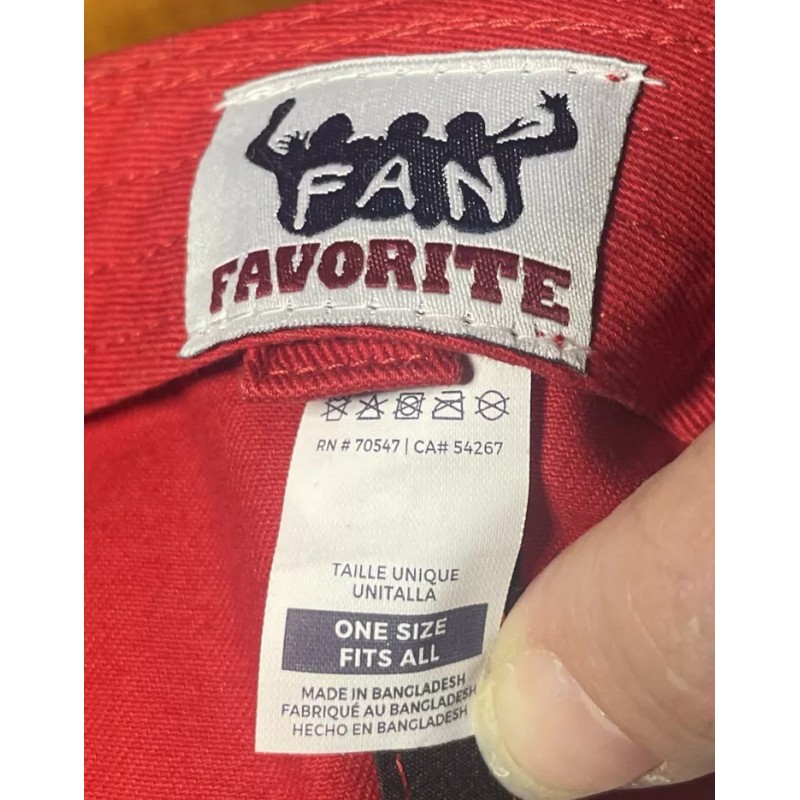 FAN
FAVORITE
RN # 70547 | CA# 54267
TAILLE UNIQUE
UNITALLA
ONE SIZE
FITS ALL
MADE IN BANGLADESH
FABRIQUÉ AU BANGLADESH
HECHO EN BANGLADESH